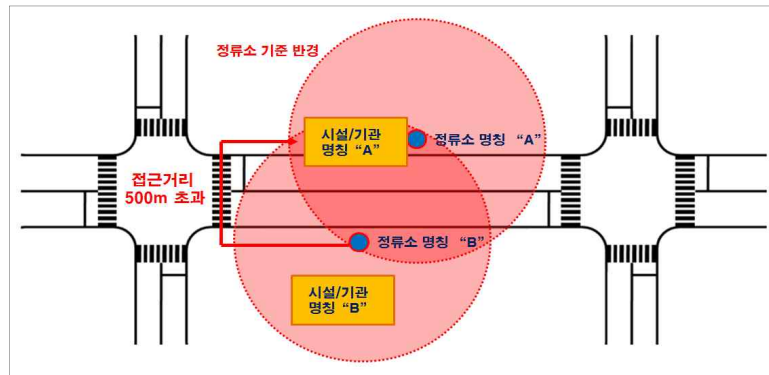 정류소 기준 반경
시설/기관
명칭 “A”
정류소 명칭 “A”
접근거리
500m 초과
정류소 명칭 “B”
시설/기관
명칭 “B”